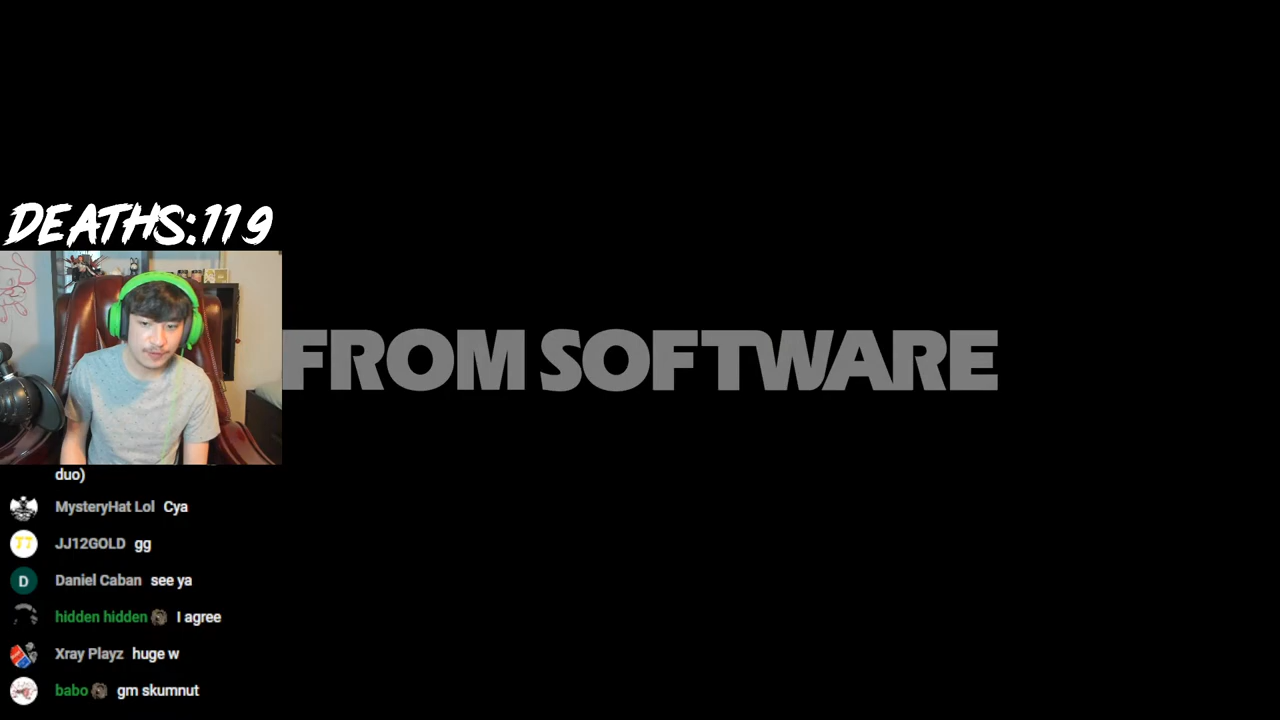 DEATHS:119
FROM SOFTWARE
duo)
MysteryHat Lol Cya
JJ12GOLD gg
D Daniel Caban see ya
hidden hidden I agree
Xray Playz huge w
babo gm skumnut